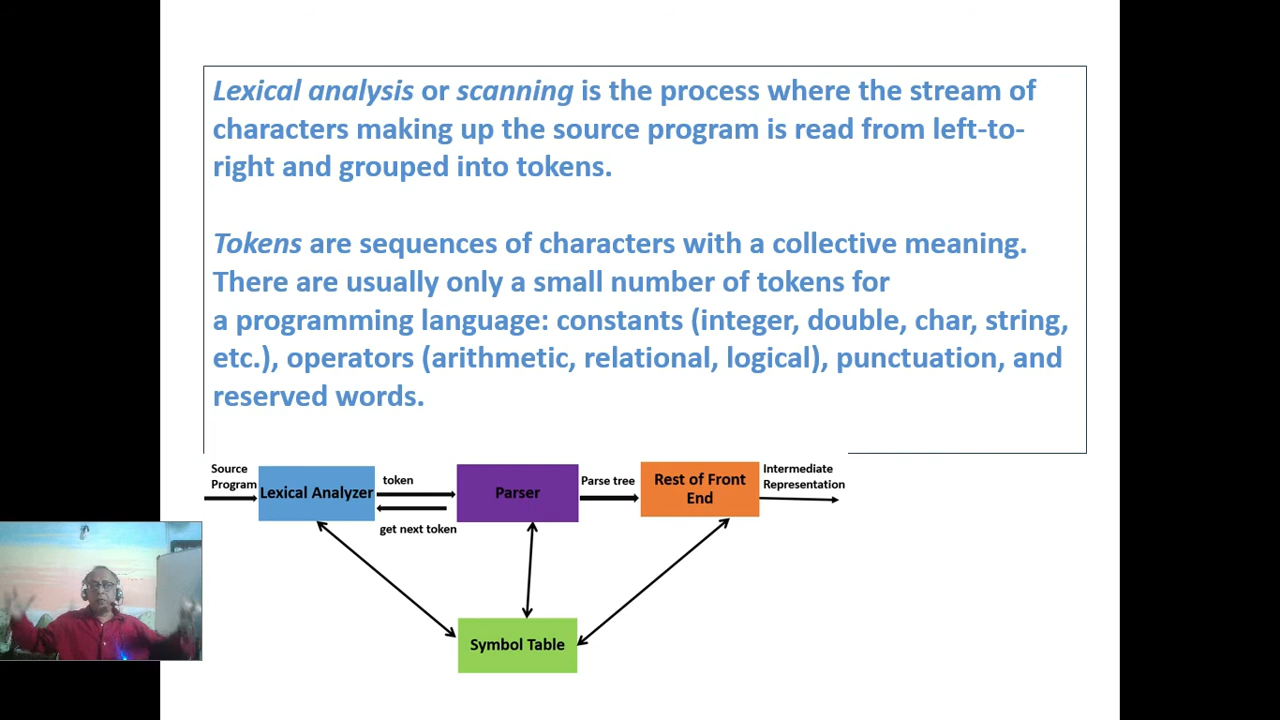 Lexical analysis or scanning is the process where the stream of
characters making up the source program is read from left-to-
right and grouped into tokens.
Tokens are sequences of characters with a collective meaning.
There are usually only a small number of tokens for
a programming language: constants (integer, double, char, string,
etc.), operators (arithmetic, relational, logical), punctuation, and
reserved words.
Source
Program
Lexical Analyzer
token
get next token
Parser
Parse tree
Rest of Front
End
Intermediate
Representation
Symbol Table